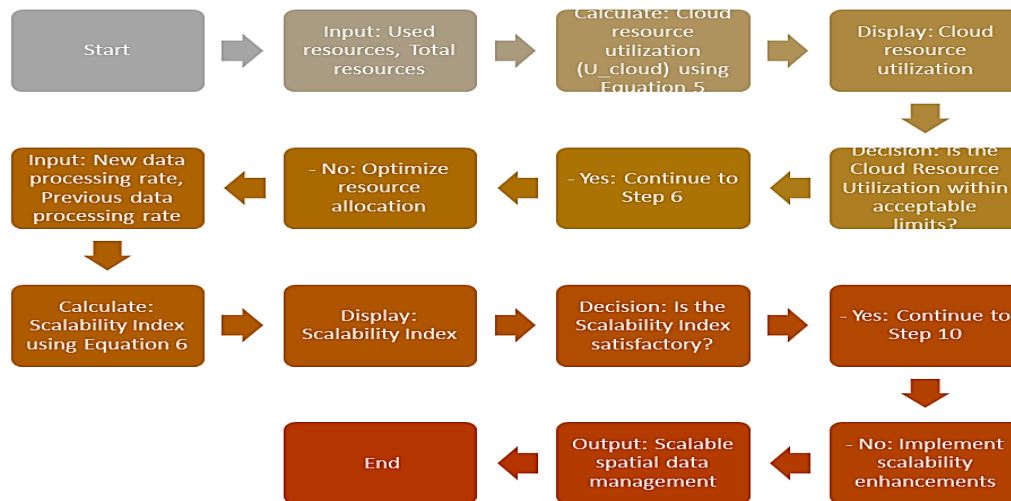 Start
Input: Used
resources, Total
resources
Calculate: Cloud
resource
utilization
(U_cloud) using
Equation 5
Display: Cloud
resource
utilization
Decision: Is the
Cloud Resource
Utilization within
acceptable
limits?
- Yes: Continue to
Step 6
- No: Optimize
resource
allocation
Input: New data
processing rate,
Previous data
processing rate
Calculate:
Scalability Index
using Equation 6
Display:
Scalability Index
Decision: Is the
Scalability Index
satisfactory?
- Yes: Continue to
Step 10
- No: Implement
scalability
enhancements
Output: Scalable
spatial data
management
End